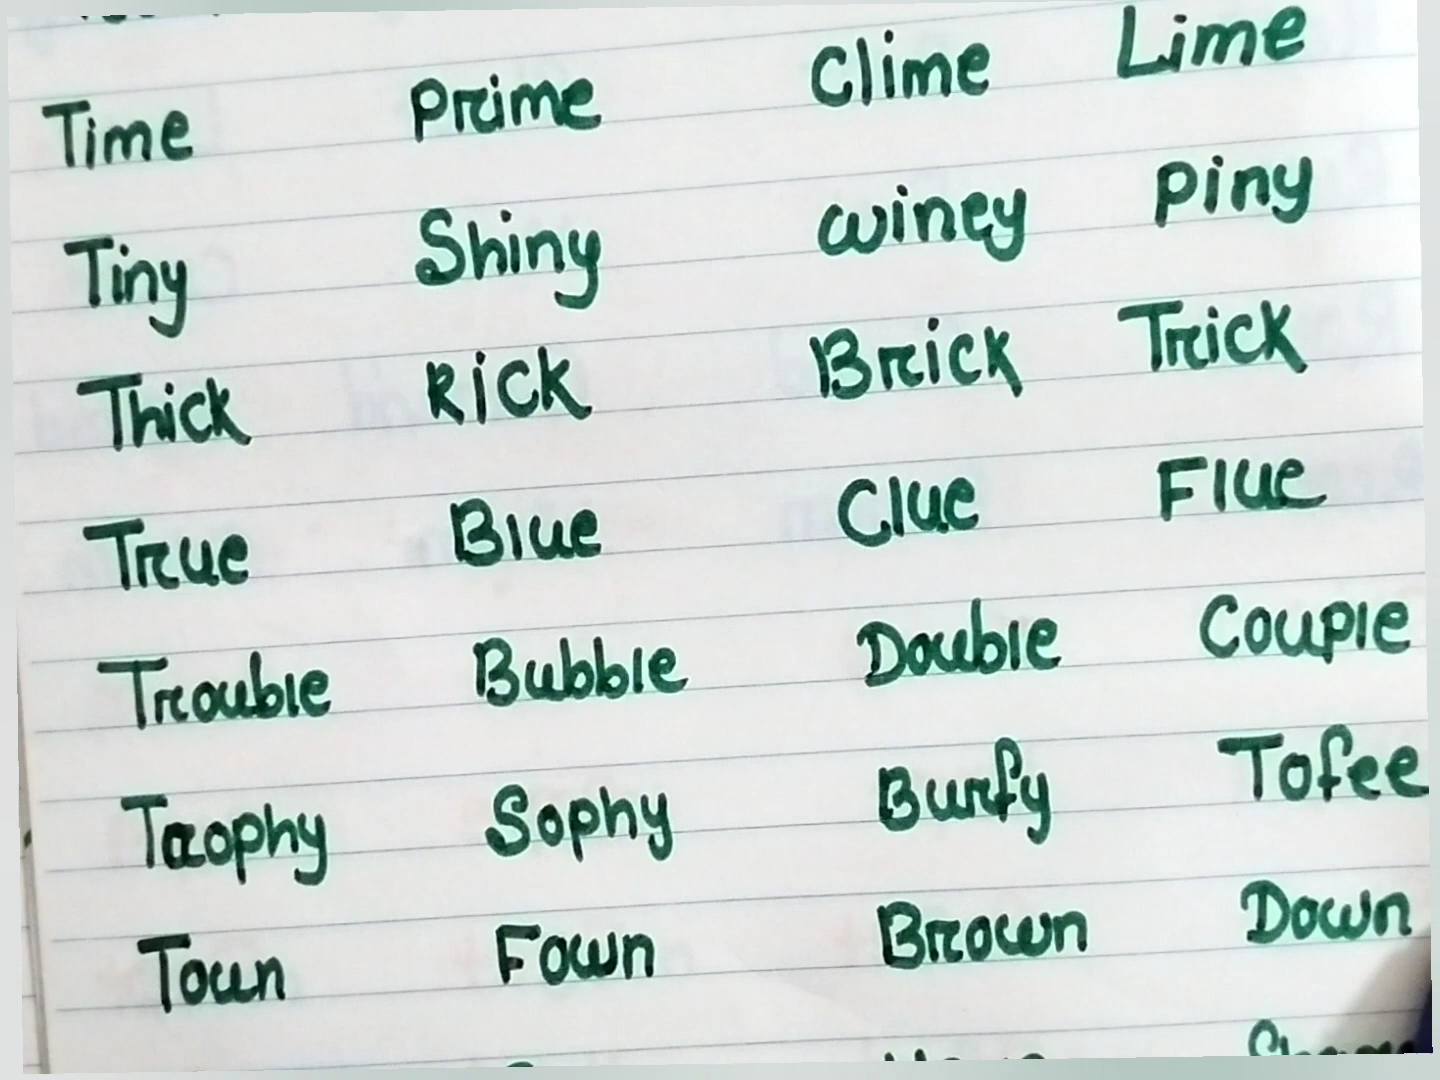 Time Prime Clime Lime
Tiny Shiny winey Piny
Thick Rick Brick Trick
True Blue Clue Flue
Trouble Bubble Double Couple
Trophy Sophy Burfy Tofee
Town Fown Brown Down